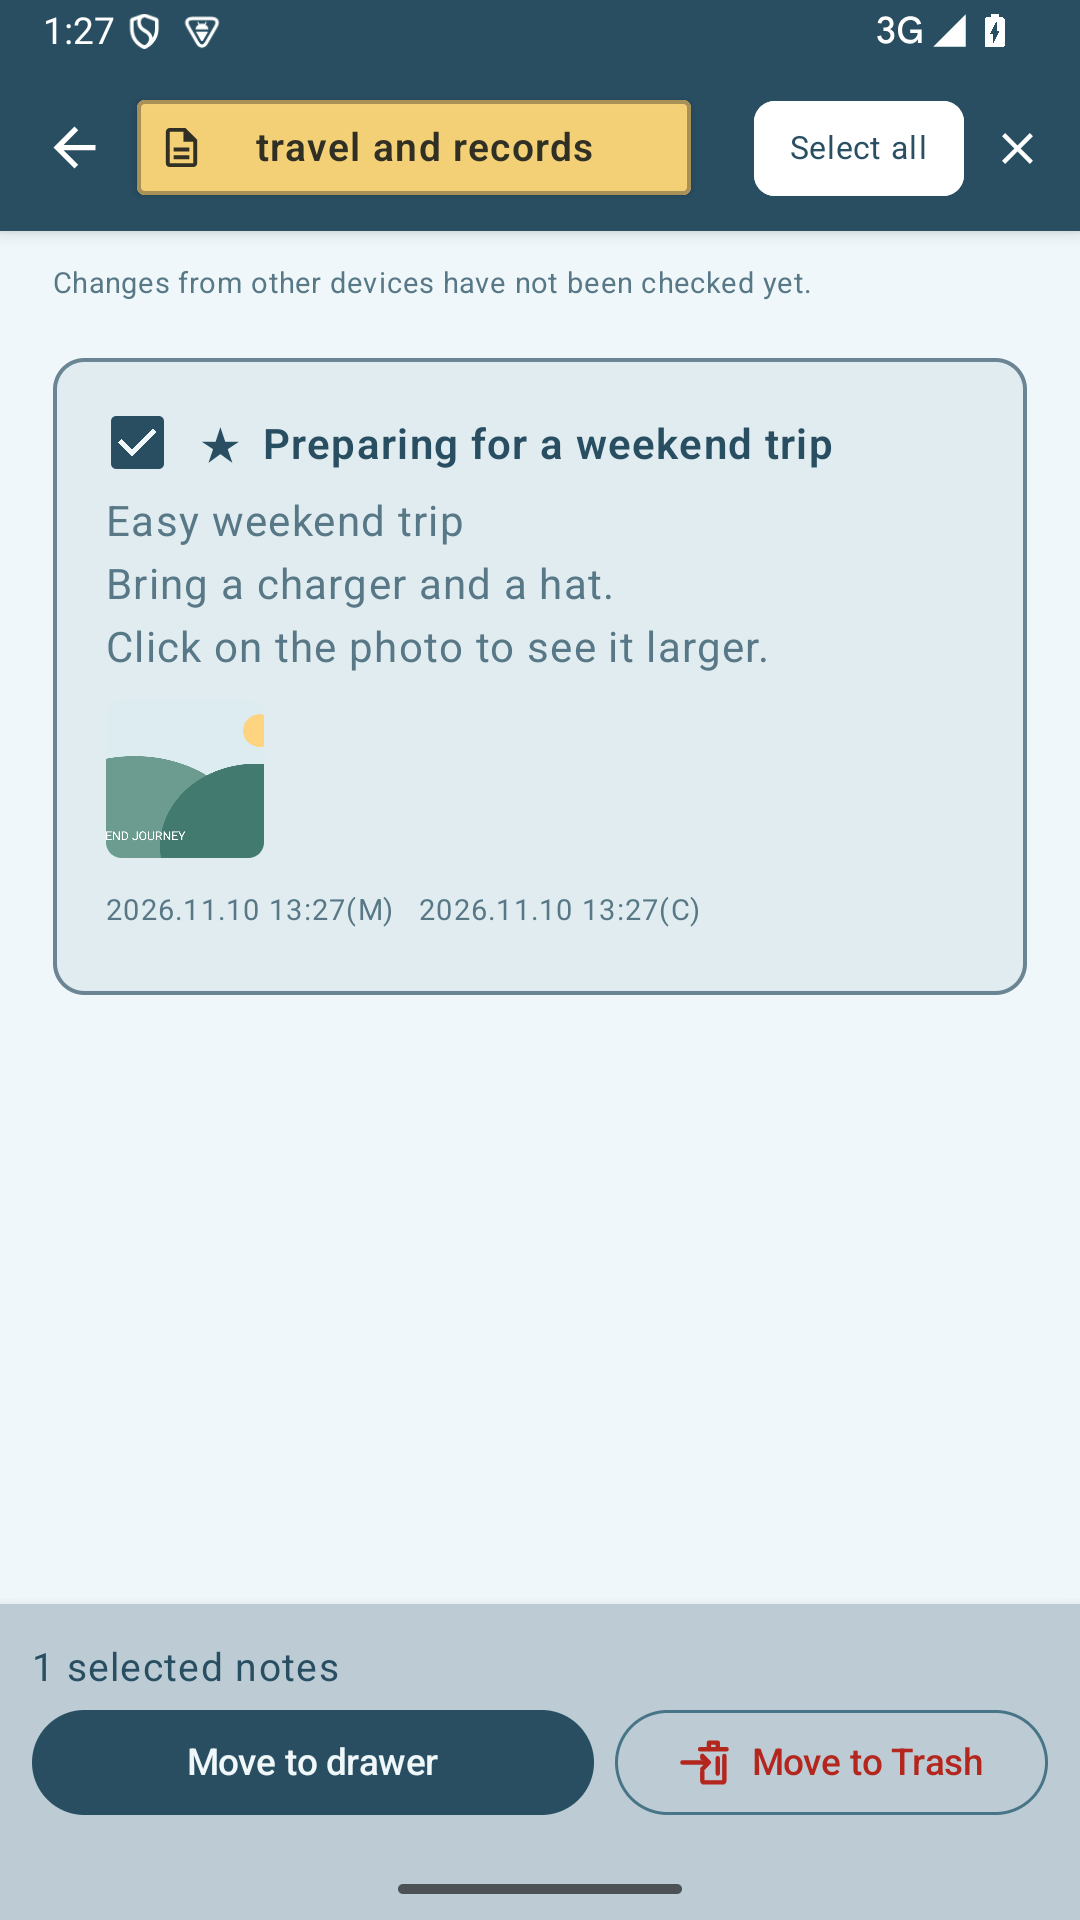 1:27
3G
travel and records
Select all
Changes from other devices have not been checked yet.
★ Preparing for a weekend trip
Easy weekend trip
Bring a charger and a hat.
Click on the photo to see it larger.
END JOURNEY
2026.11.10 13:27(M) 2026.11.10 13:27(C)
1 selected notes
Move to drawer
Move to Trash